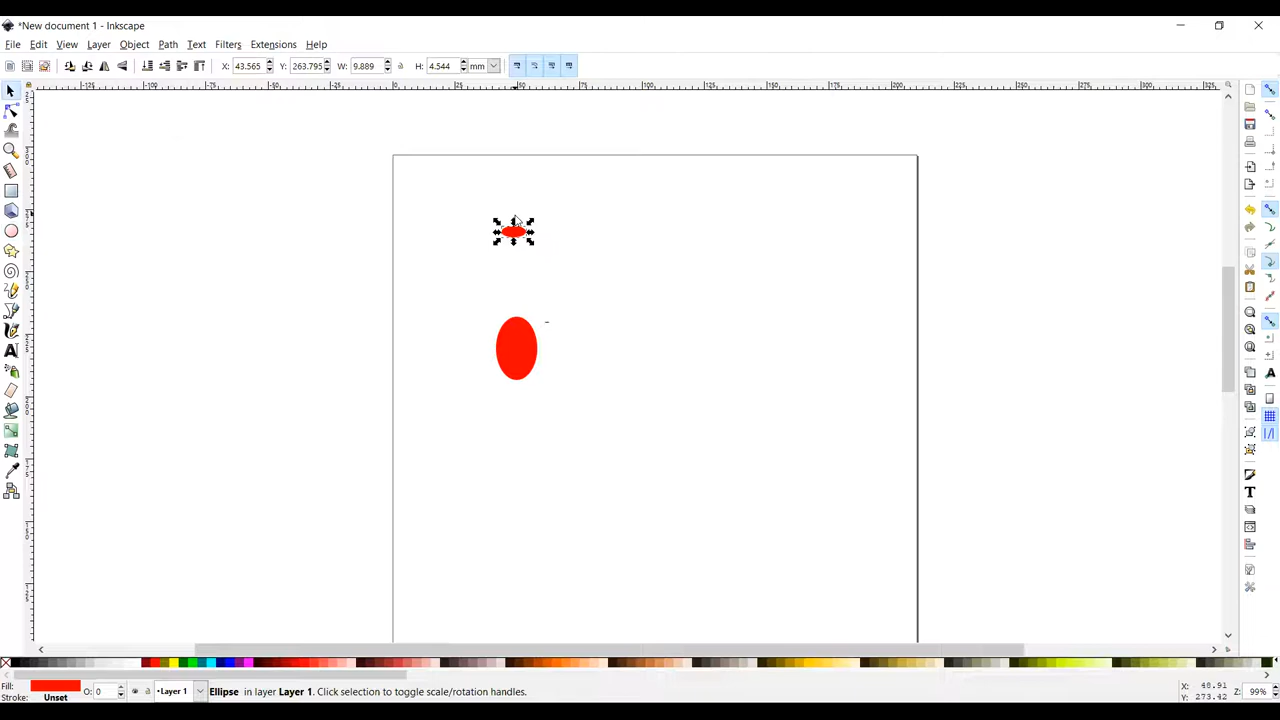 *New document 1 - Inkscape
File Edit View Layer Object Path Text Filters Extensions Help
X: 43.565 Y: 263.795 W: 9.889 H: 4.544 mm
Fill: O: 0 •Layer 1 Ellipse in layer Layer 1. Click selection to toggle scale/rotation handles. X: 48.91 Z: 99%
Stroke: Unset Y: 273.42